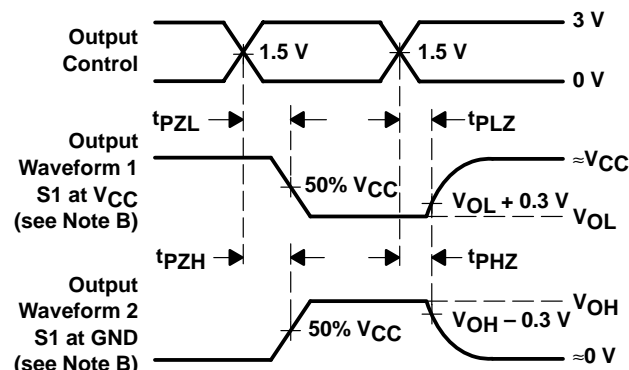 3 V
Output
Control
1.5 V
1.5 V
0 V
tPZL
tPLZ
Output
Waveform 1
S1 at VCC
(see Note B)
≈VCC
50% VCC
VOL + 0.3 V
VOL
tPZH
tPHZ
Output
Waveform 2
S1 at GND
(see Note B)
VOH
50% VCC
VOH – 0.3 V
≈0 V